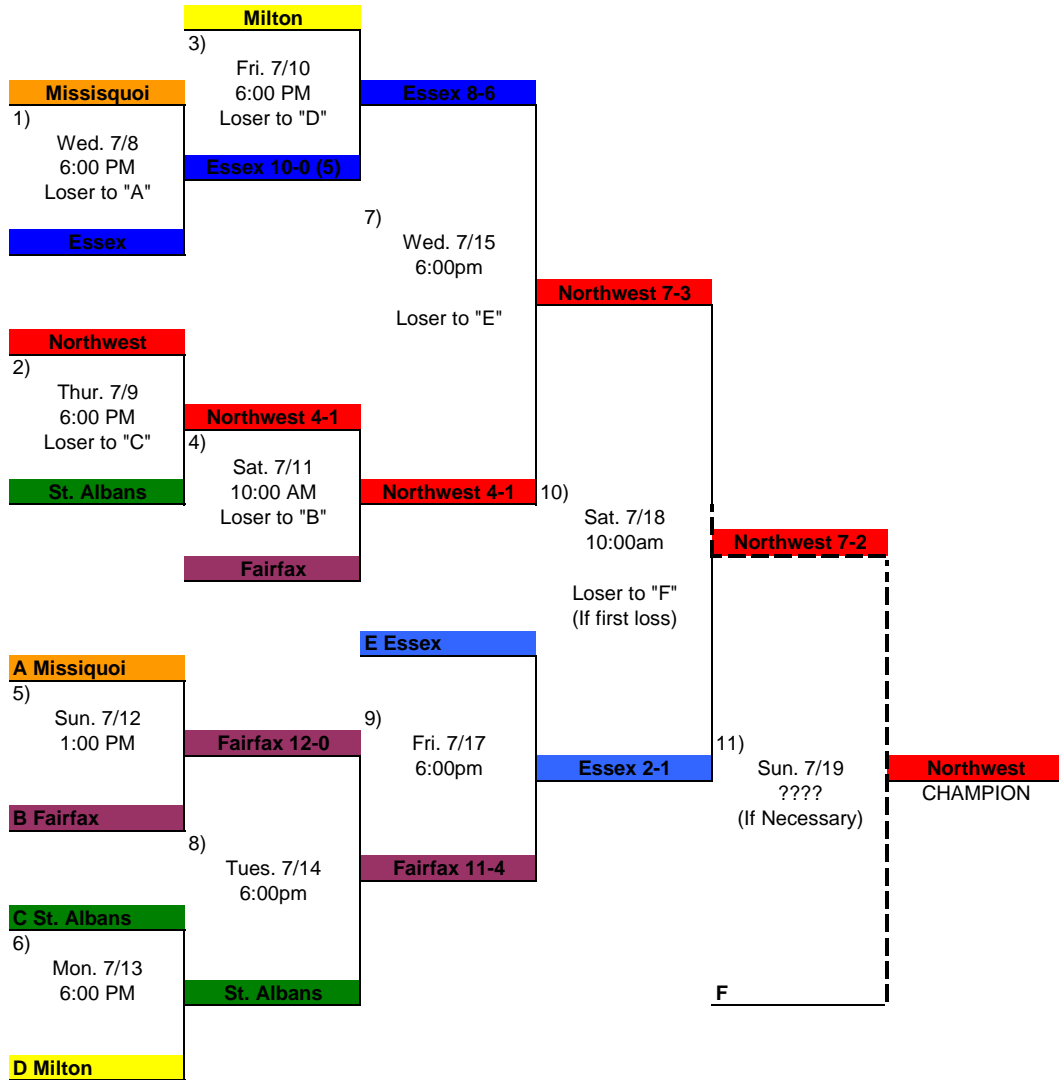 Milton
3)
Fri. 7/10
6:00 PM
Loser to "D"
Missisquoi
Essex 8-6
1)
Wed. 7/8
6:00 PM
Loser to "A"
Essex 10-0 (5)
Essex
7)
Wed. 7/15
6:00pm
Loser to "E"
Northwest 7-3
Northwest
2)
Thur. 7/9
6:00 PM
Loser to "C"
St. Albans
Northwest 4-1
4)
Sat. 7/11
10:00 AM
Loser to "B"
Northwest 4-1
Fairfax
10)
Sat. 7/18
10:00am
Loser to "F"
(If first loss)
Northwest 7-2
E Essex
A Missiquoi
5)
Sun. 7/12
1:00 PM
Fairfax 12-0
B Fairfax
9)
Fri. 7/17
6:00pm
Essex 2-1
11)
Sun. 7/19
????
(If Necessary)
Northwest
CHAMPION
8)
Tues. 7/14
6:00pm
Fairfax 11-4
C St. Albans
6)
Mon. 7/13
6:00 PM
St. Albans
F
D Milton